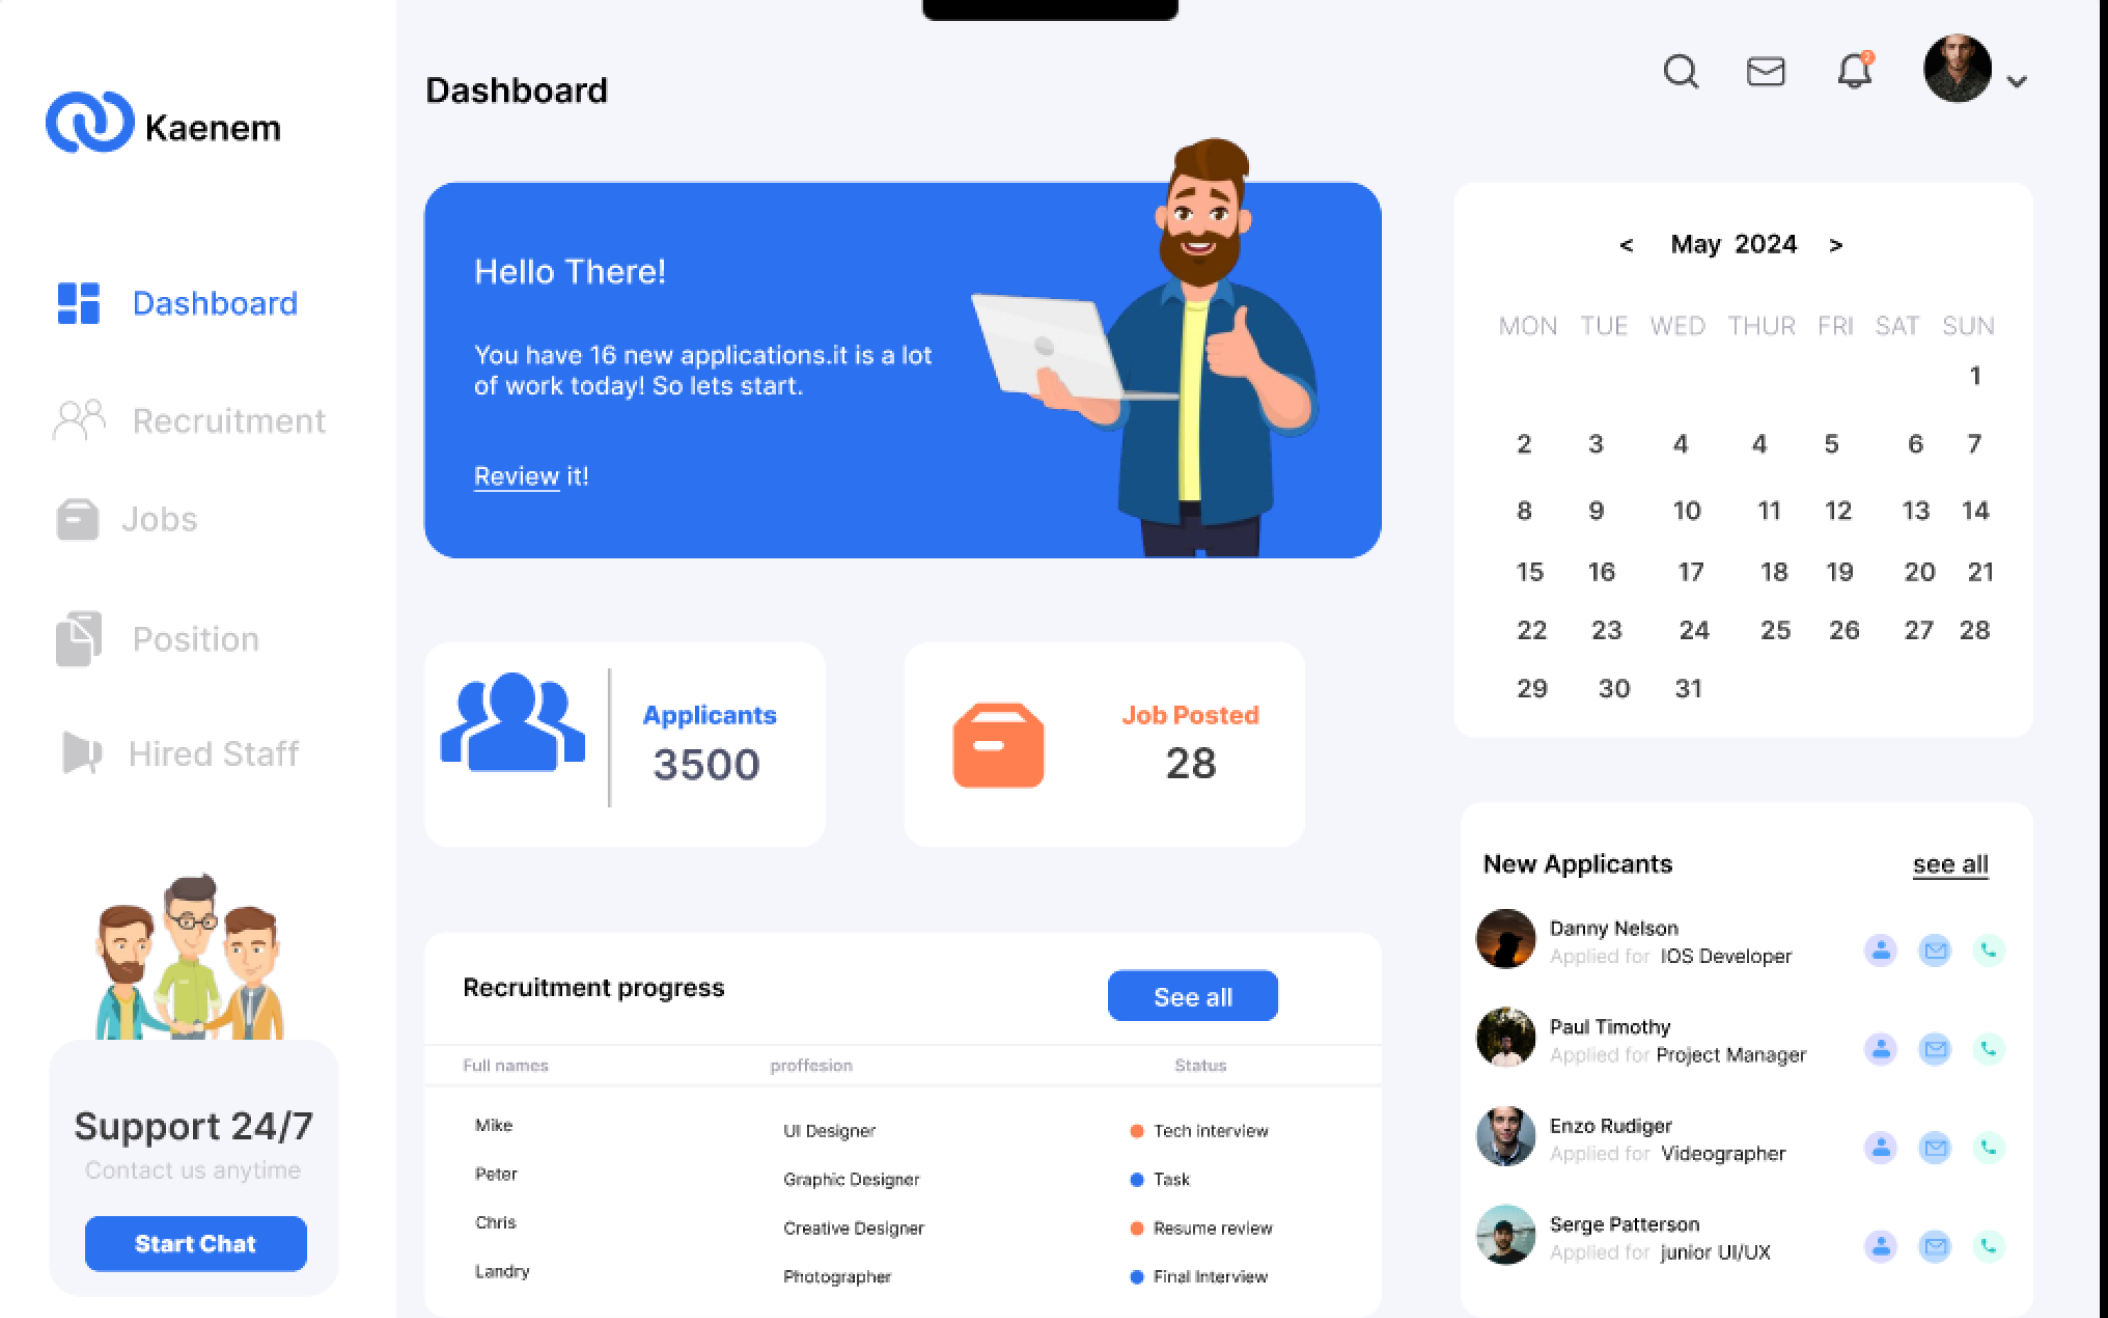 Kaenem
Dashboard
Recruitment
Jobs
Position
Hired Staff
Support 24/7
Contact us anytime
Start Chat
Dashboard
2
Hello There!
You have 16 new applications.it is a lot
of work today! So lets start.
Review it!
Applicants
3500
Job Posted
28
Recruitment progress
See all
Full names proffesion Status
Mike UI Designer Tech interview
Peter Graphic Designer Task
Chris Creative Designer Resume review
Landry Photographer Final Interview
< May 2024 >
MON TUE WED THUR FRI SAT SUN
1
2 3 4 4 5 6 7
8 9 10 11 12 13 14
15 16 17 18 19 20 21
22 23 24 25 26 27 28
29 30 31
New Applicants see all
Danny Nelson
Applied for IOS Developer
Paul Timothy
Applied for Project Manager
Enzo Rudiger
Applied for Videographer
Serge Patterson
Applied for junior UI/UX